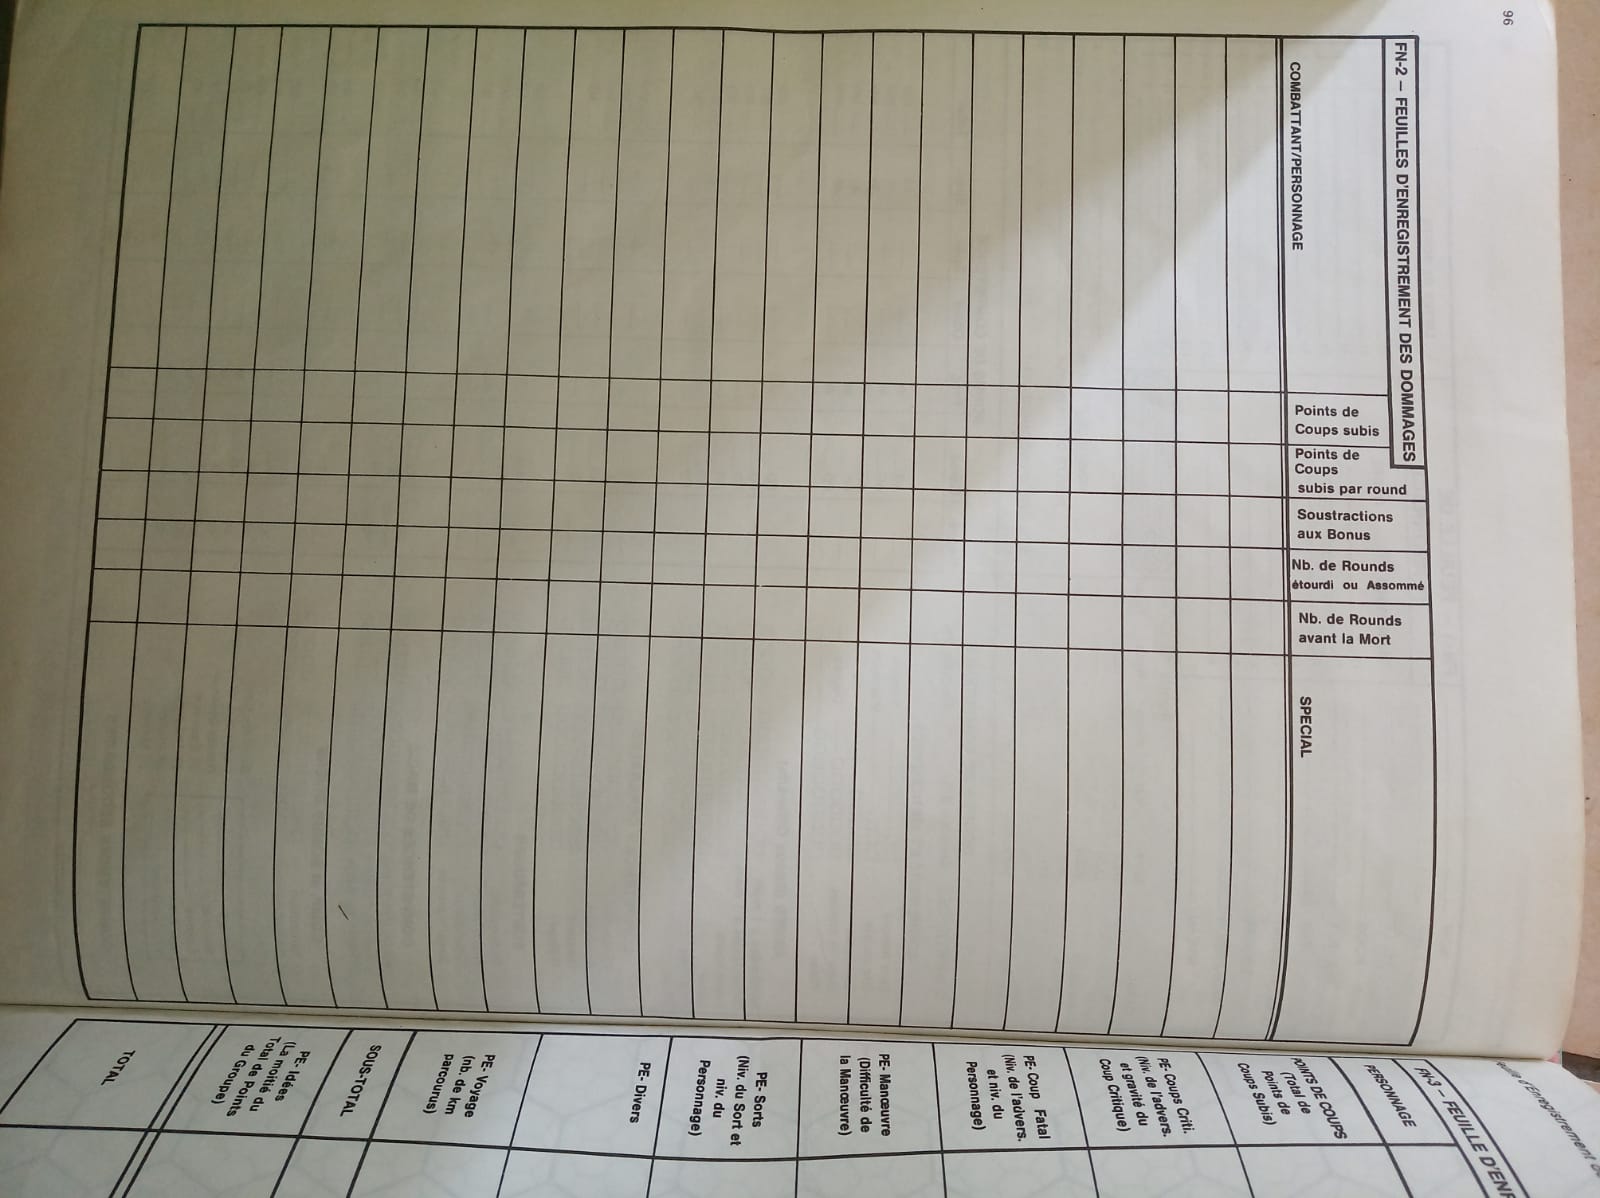 96
FN-2 – FEUILLES D'ENREGISTREMENT DES DOMMAGES
COMBATTANT/PERSONNAGE
Points de
Coups subis
Points de
Coups
subis par round
Soustractions
aux Bonus
Nb. de Rounds
étourdi ou Assommé
Nb. de Rounds
avant la Mort
SPECIAL
Feuille d'Enregistrement
FN-3 – FEUILLE D'ENR
PERSONNAGE
POINTS DE COUPS
(Total de
Points de
Coups Subis)
PE- Coups Criti.
(Niv. de l'advers.
et gravité du
Coup Critique)
PE- Coup Fatal
(Niv. de l'advers.
et niv. du
Personnage)
PE- Manœuvre
(Difficulté de
la Manœuvre)
PE- Sorts
(Niv. du Sort et
niv. du
Personnage)
PE- Divers
PE- Voyage
(nb. de km
parcourus)
SOUS-TOTAL
PE- Idées
(La moitié du
Total de Points
du Groupe)
TOTAL